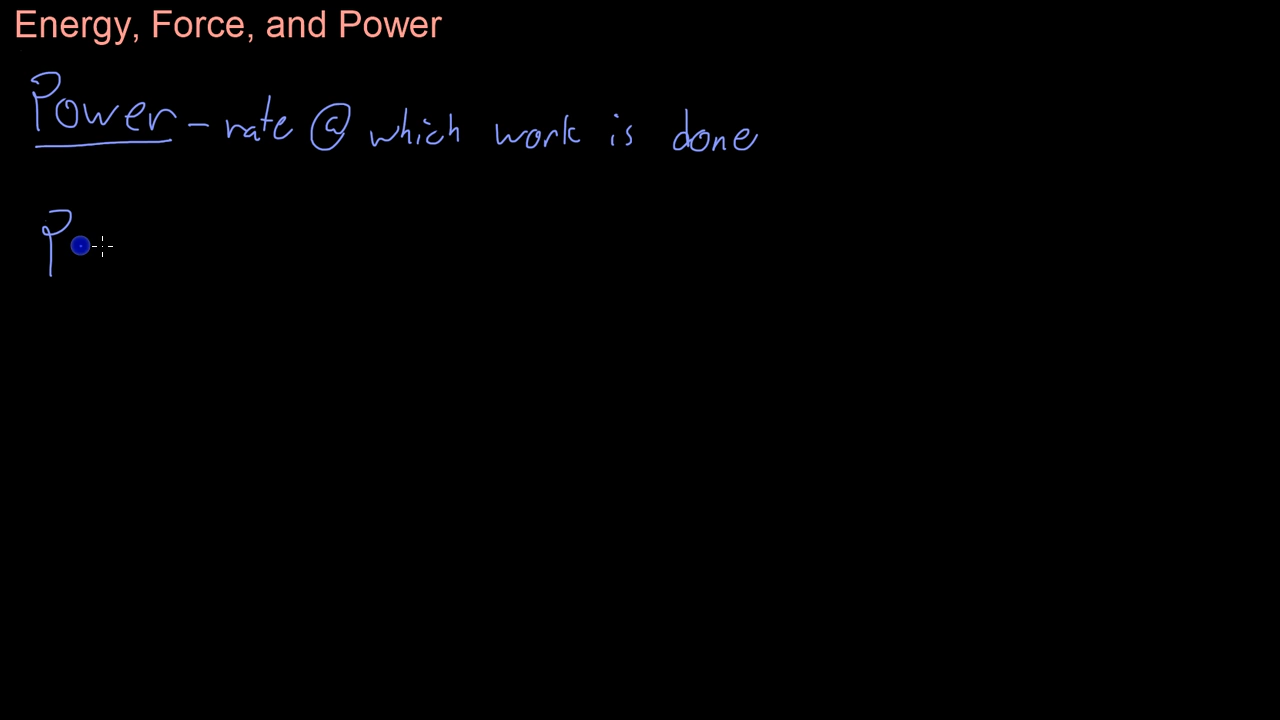 Energy, Force, and Power
Power - rate @ which work is done
P